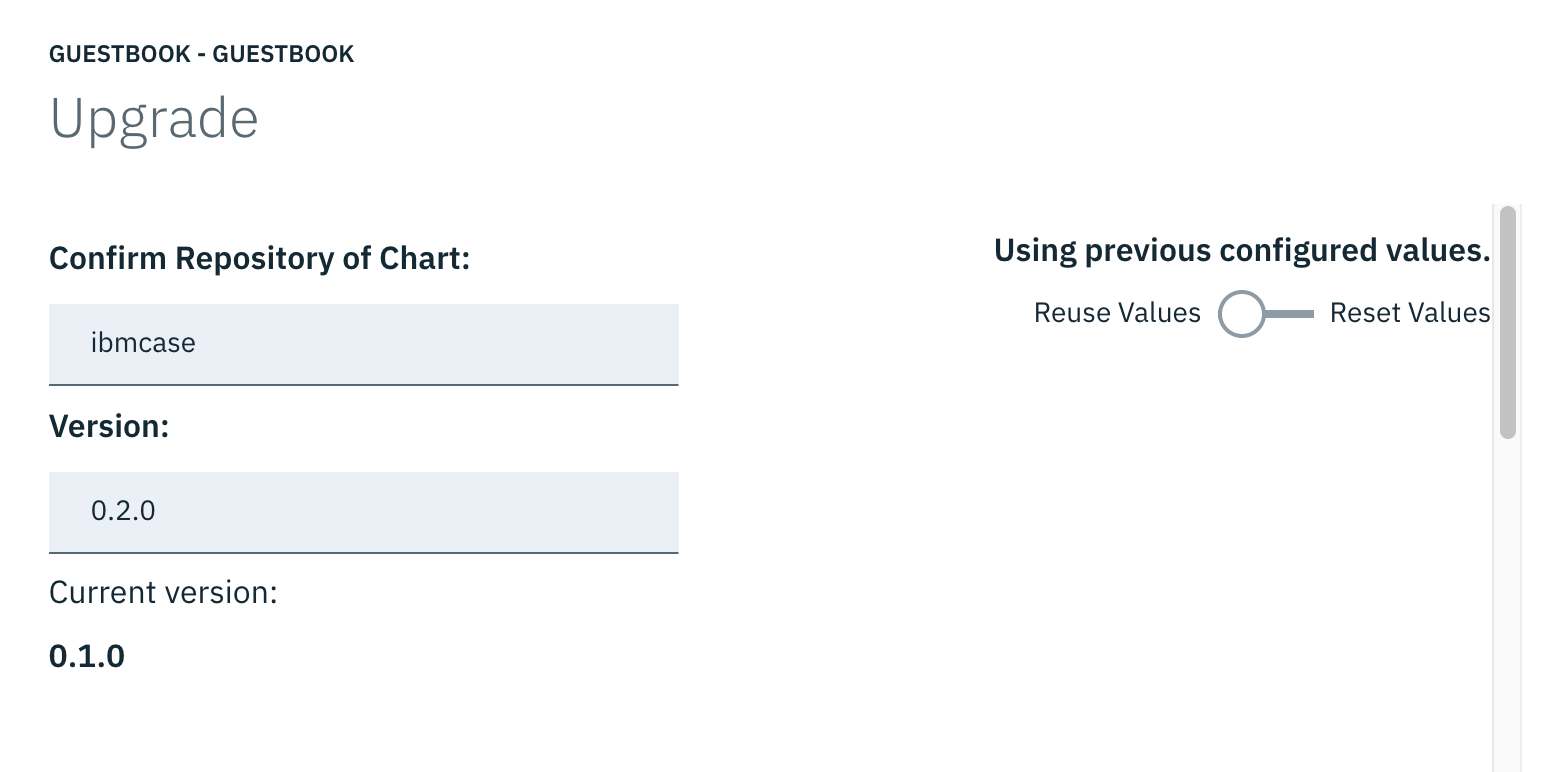 GUESTBOOK - GUESTBOOK
Upgrade
Confirm Repository of Chart:
ibmcase
Version:
0.2.0
Current version:
0.1.0
Using previous configured values.
Reuse Values Reset Values